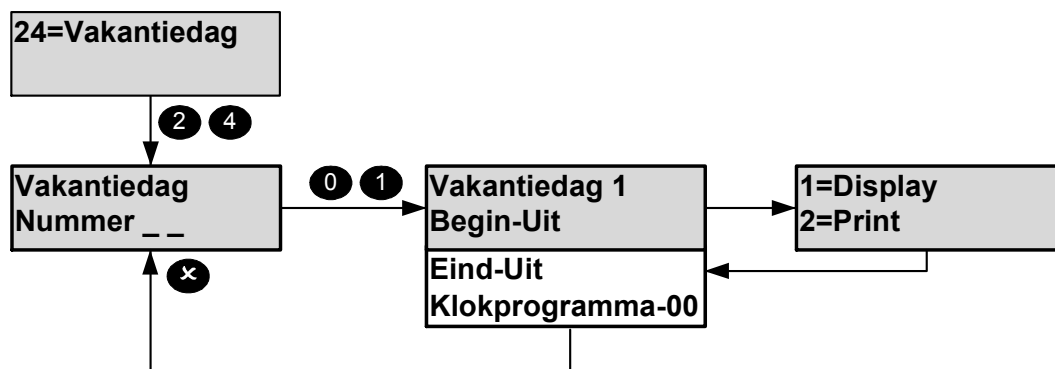 24=Vakantiedag
2 4
Vakantiedag
Nummer _ _
0 1
Vakantiedag 1
Begin-Uit
Eind-Uit
Klokprogramma-00
1=Display
2=Print
×